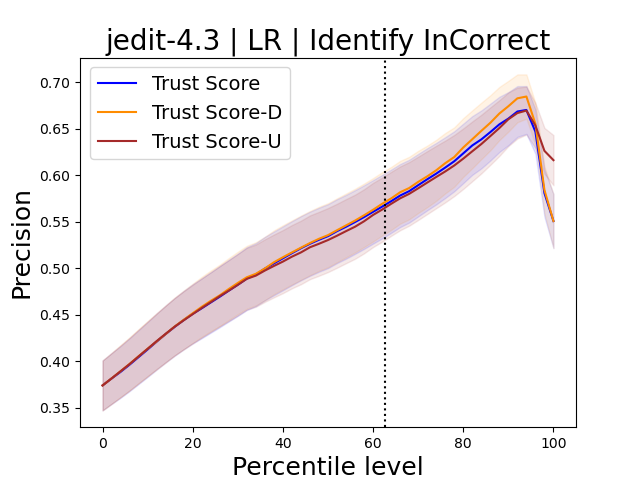 jedit-4.3 | LR | Identify InCorrect
Trust Score
Trust Score-D
Trust Score-U
Precision
0.70
0.65
0.60
0.55
0.50
0.45
0.40
0.35
0
20
40
60
80
100
Percentile level